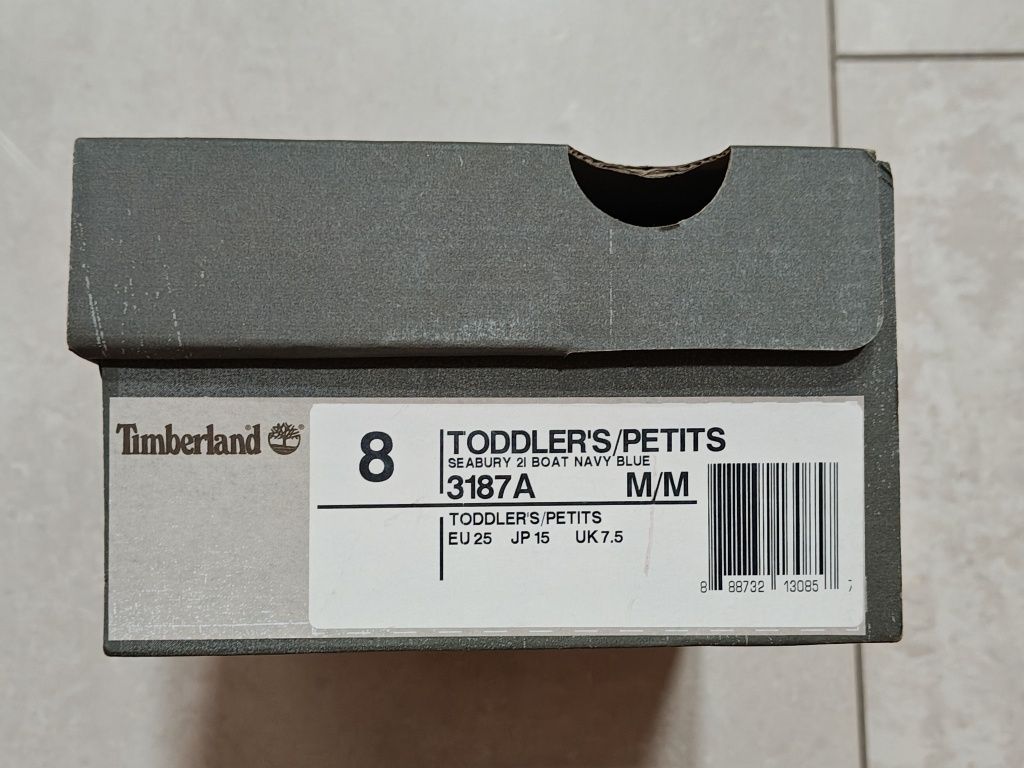 Timberland
8
TODDLER'S/PETITS
SEABURY 2I BOAT NAVY BLUE
3187A M/M
TODDLER'S/PETITS
EU 25 JP 15 UK 7.5
8 88732 13085 7